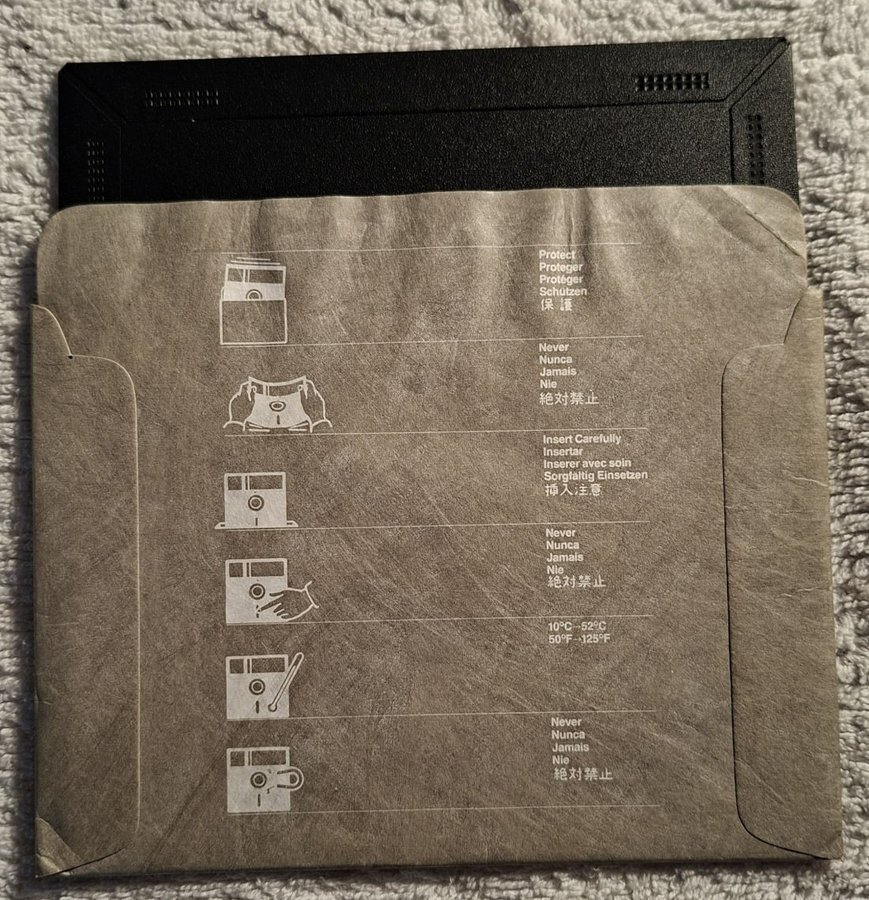 Protect
Proteger
Protéger
Schützen
保護
Never
Nunca
Jamais
Nie
絶対禁止
Insert Carefully
Insertar
Inserer avec soin
Sorgfältig Einsetzen
挿入注意
Never
Nunca
Jamais
Nie
絶対禁止
10°C–52°C
50°F–125°F
Never
Nunca
Jamais
Nie
絶対禁止